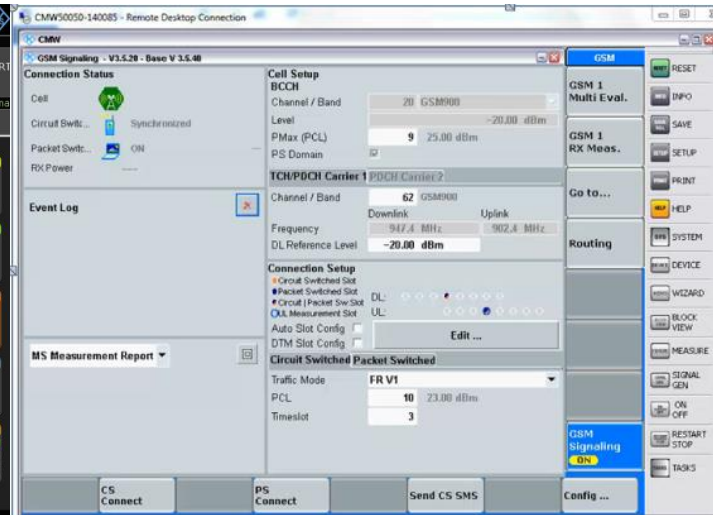 CMW50050-140085 - Remote Desktop Connection
CMW
GSM Signaling - V3.5.20 - Base V 3.5.40
Connection Status
Cell
Circuit Switc... Synchronized
Packet Switc... ON ---
RX Power ----
Event Log
MS Measurement Report
Cell Setup
BCCH
Channel / Band 20 GSM900
Level -20.00 dBm
PMax (PCL) 9 25.00 dBm
PS Domain
TCH/PDCH Carrier 1 PDCH Carrier 2
Channel / Band 62 GSM900
Downlink Uplink
Frequency 947.4 MHz 902.4 MHz
DL Reference Level -20.00 dBm
Connection Setup
Circuit Switched Slot
Packet Switched Slot
Circuit | Packet Sw Slot
UL Measurement Slot
DL:
UL:
Auto Slot Config
DTM Slot Config
Edit ...
Circuit Switched Packet Switched
Traffic Mode FR V1
PCL 10 23.00 dBm
Timeslot 3
CS
Connect
PS
Connect
Send CS SMS
Config ...
GSM
GSM 1
Multi Eval.
GSM 1
RX Meas.
Go to...
Routing
GSM
Signaling
ON
RESET
INFO
SAVE
SETUP
PRINT
HELP
SYSTEM
DEVICE
WIZARD
BLOCK
VIEW
MEASURE
SIGNAL
GEN
ON
OFF
RESTART
STOP
TASKS